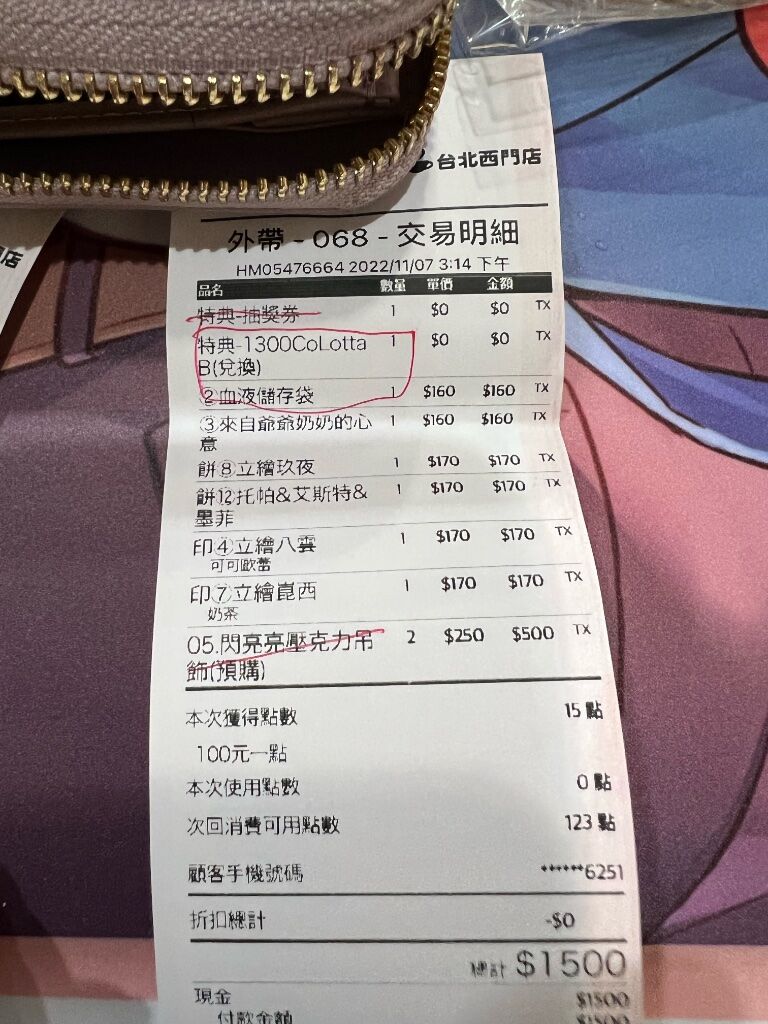 台北西門店
外帶 - 068 - 交易明細
HM05476664 2022/11/07 3:14 下午
品名 數量 單價 金額
特典-抽獎券 1 $0 $0 TX
特典-1300CoLotta 1 $0 $0 TX
B(兌換)
②血液儲存袋 1 $160 $160 TX
③來自爺爺奶奶的心 1 $160 $160 TX
意
餅⑧立繪玖夜 1 $170 $170 TX
餅⑫托帕&艾斯特& 1 $170 $170 TX
墨菲
印④立繪八雲 1 $170 $170 TX
可可歐蕾
印⑦立繪崑西 1 $170 $170 TX
奶茶
05.閃亮亮壓克力吊 2 $250 $500 TX
飾(預購)
本次獲得點數 15 點
100元一點
本次使用點數 0 點
次回消費可用點數 123 點
顧客手機號碼 ******6251
折扣總計 -$0
總計 $1500
現金 $1500
付款金額 $1500
門店